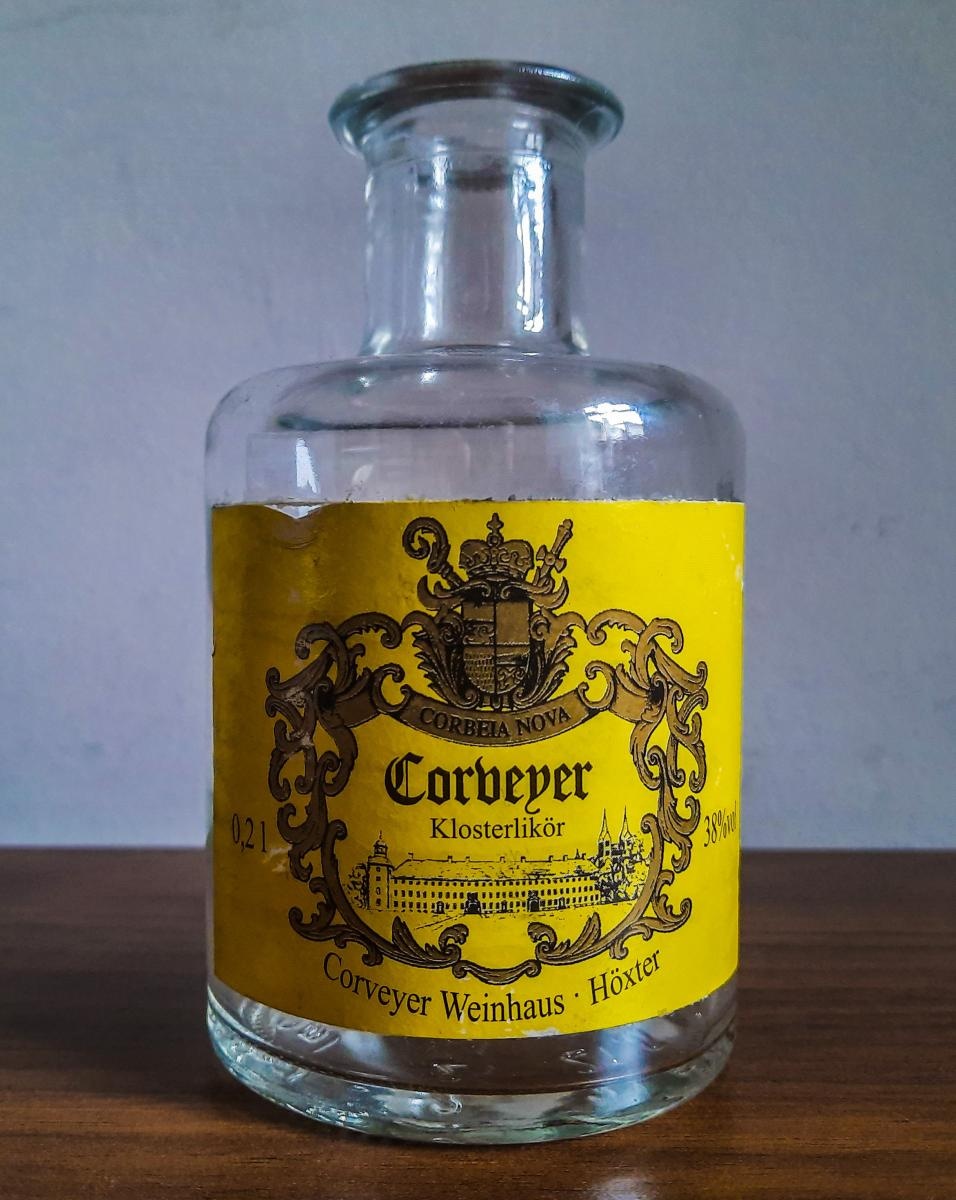 CORBEIA NOVA
Corveyer
Klosterlikör
0,2 l
38%vol
Corveyer Weinhaus · Höxter